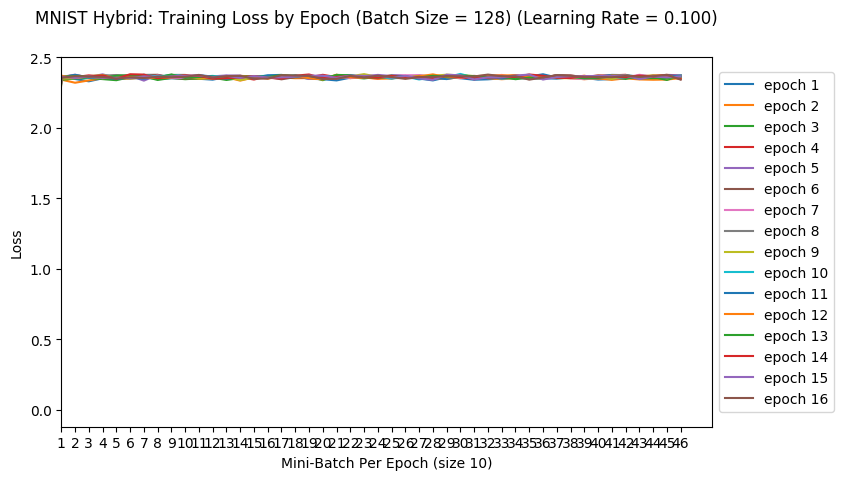 MNIST Hybrid: Training Loss by Epoch (Batch Size = 128) (Learning Rate = 0.100)
2.5
2.0
1.5
1.0
0.5
0.0
Loss
1 2 3 4 5 6 7 8 9 10 11 12 13 14 15 16 17 18 19 20 21 22 23 24 25 26 27 28 29 30 31 32 33 34 35 36 37 38 39 40 41 42 43 44 45 46
Mini-Batch Per Epoch (size 10)
epoch 1
epoch 2
epoch 3
epoch 4
epoch 5
epoch 6
epoch 7
epoch 8
epoch 9
epoch 10
epoch 11
epoch 12
epoch 13
epoch 14
epoch 15
epoch 16